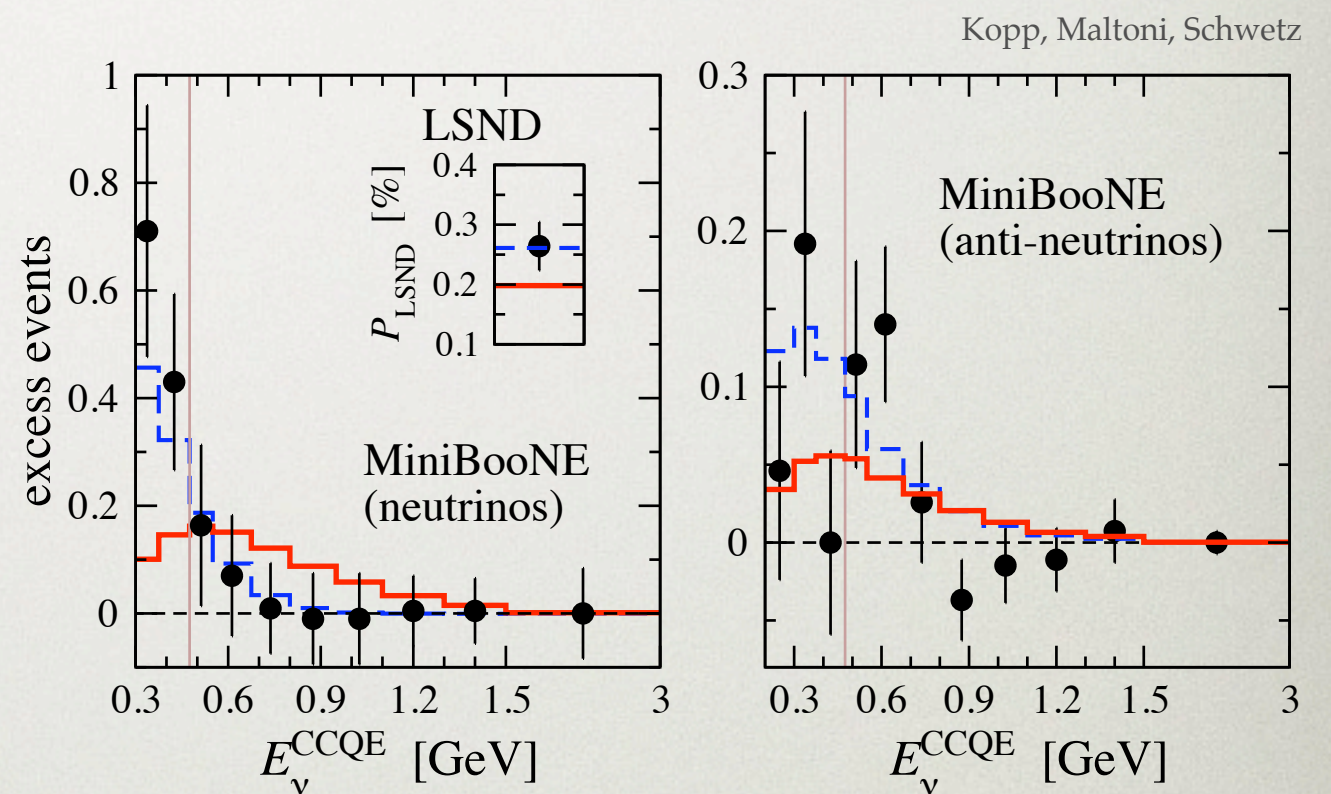 Kopp, Maltoni, Schwetz
excess events
1
0.8
0.6
0.4
0.2
0
LSND
P_LSND [%]
0.4
0.3
0.2
0.1
MiniBooNE
(neutrinos)
0.3 0.6 0.9 1.2 1.5 3
E_ν^CCQE [GeV]
0.3
0.2
0.1
0
MiniBooNE
(anti-neutrinos)
0.3 0.6 0.9 1.2 1.5 3
E_ν^CCQE [GeV]